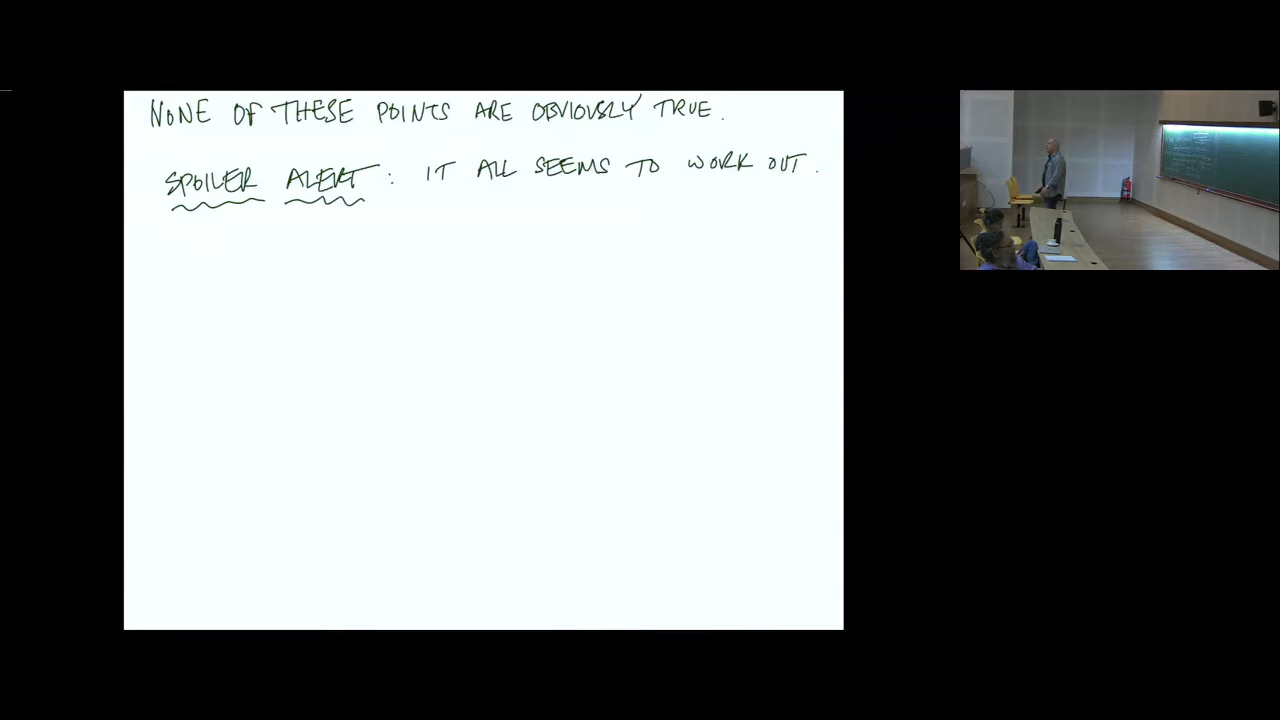 NONE OF THESE POINTS ARE OBVIOUSLY TRUE.
SPOILER ALERT: IT ALL SEEMS TO WORK OUT.